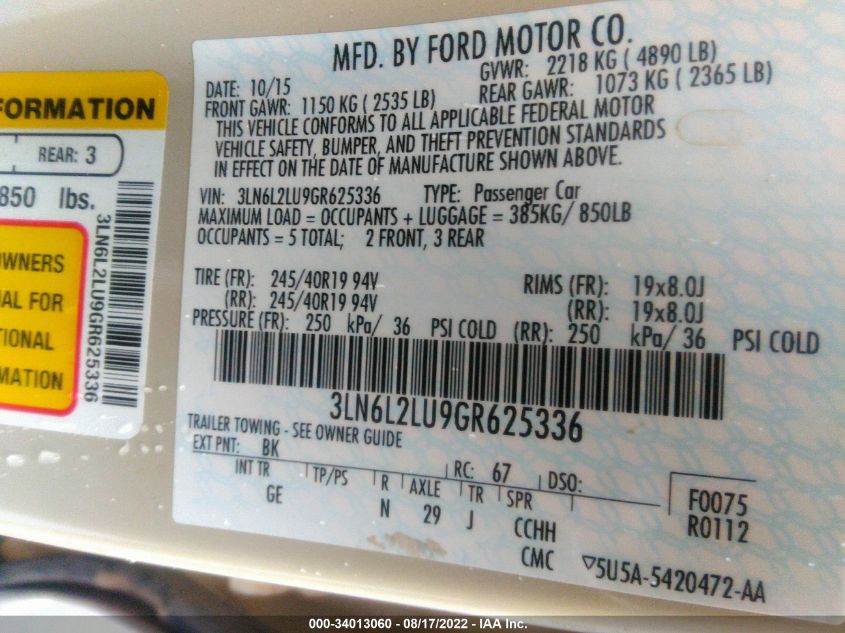 FORMATION
REAR: 3
850 lbs.
3LN6L2LU9GR625336
OWNERS
FOR
MFD. BY FORD MOTOR CO.
DATE: 10/15
GVWR: 2218 KG ( 4890 LB)
FRONT GAWR: 1150 KG ( 2535 LB)
REAR GAWR: 1073 KG ( 2365 LB)
THIS VEHICLE CONFORMS TO ALL APPLICABLE FEDERAL MOTOR
VEHICLE SAFETY, BUMPER, AND THEFT PREVENTION STANDARDS
IN EFFECT ON THE DATE OF MANUFACTURE SHOWN ABOVE.
VIN: 3LN6L2LU9GR625336 TYPE: Passenger Car
MAXIMUM LOAD = OCCUPANTS + LUGGAGE = 385KG/ 850LB
OCCUPANTS = 5 TOTAL; 2 FRONT, 3 REAR
TIRE (FR): 245/40R19 94V RIMS (FR): 19x8.0J
(RR): 245/40R19 94V (RR): 19x8.0J
PRESSURE (FR): 250 kPa/ 36 PSI COLD (RR): 250 kPa/ 36 PSI COLD
3LN6L2LU9GR625336
TRAILER TOWING - SEE OWNER GUIDE
EXT PNT: BK RC: 67 DSO:
INT TR TP/PS R AXLE TR SPR
GE N 29 J CCHH
CMC
F0075
R0112
▽5U5A-5420472-AA
000-34013060 - 08/17/2022 - IAA Inc.